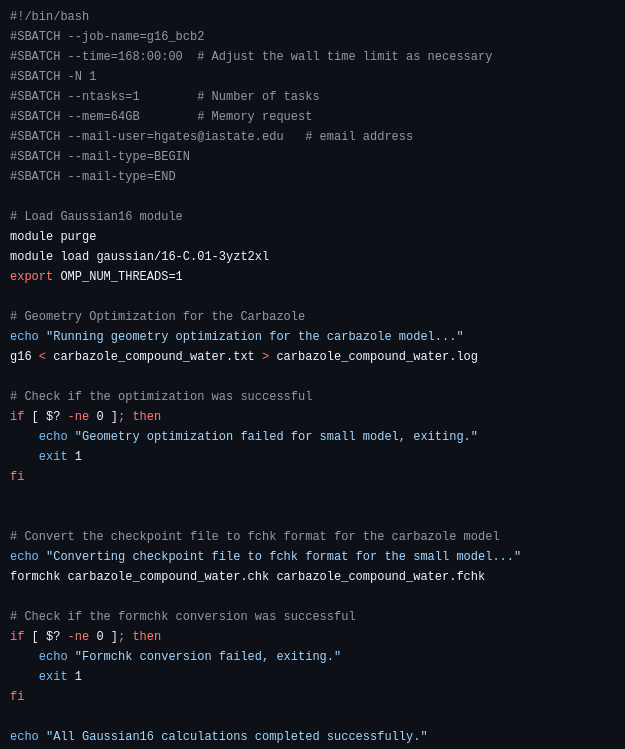 #!/bin/bash
#SBATCH --job-name=g16_bcb2
#SBATCH --time=168:00:00  # Adjust the wall time limit as necessary
#SBATCH -N 1
#SBATCH --ntasks=1        # Number of tasks
#SBATCH --mem=64GB        # Memory request
#SBATCH --mail-user=hgates@iastate.edu   # email address
#SBATCH --mail-type=BEGIN
#SBATCH --mail-type=END

# Load Gaussian16 module
module purge
module load gaussian/16-C.01-3yzt2xl
export OMP_NUM_THREADS=1

# Geometry Optimization for the Carbazole
echo "Running geometry optimization for the carbazole model..."
g16 < carbazole_compound_water.txt > carbazole_compound_water.log

# Check if the optimization was successful
if [ $? -ne 0 ]; then
    echo "Geometry optimization failed for small model, exiting."
    exit 1
fi


# Convert the checkpoint file to fchk format for the carbazole model
echo "Converting checkpoint file to fchk format for the small model..."
formchk carbazole_compound_water.chk carbazole_compound_water.fchk

# Check if the formchk conversion was successful
if [ $? -ne 0 ]; then
    echo "Formchk conversion failed, exiting."
    exit 1
fi

echo "All Gaussian16 calculations completed successfully."